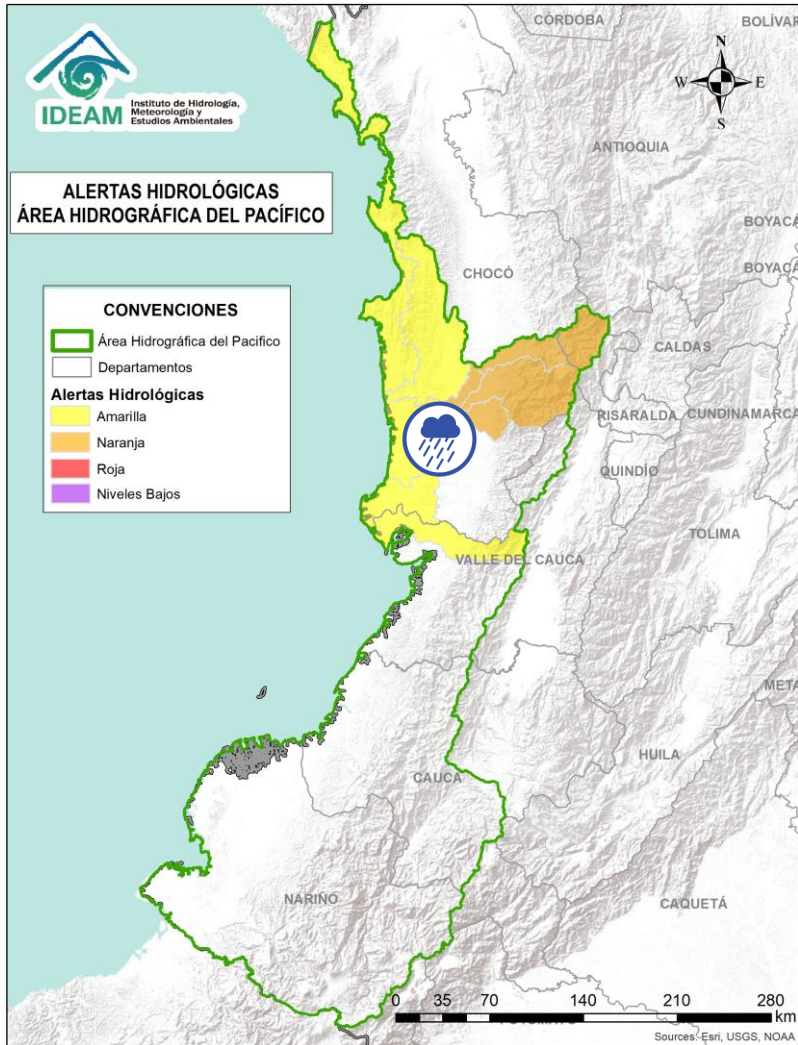 IDEAM
Instituto de Hidrología,
Meteorología y
Estudios Ambientales
ALERTAS HIDROLÓGICAS
ÁREA HIDROGRÁFICA DEL PACÍFICO
CONVENCIONES
Área Hidrográfica del Pacifico
Departamentos
Alertas Hidrológicas
Amarilla
Naranja
Roja
Niveles Bajos
N
W
E
S
CÓRDOBA
BOLÍVAR
ANTIOQUIA
BOYACÁ
CHOCÓ
BOYACÁ
CALDAS
RISARALDA
CUNDINAMARCA
QUINDÍO
TOLIMA
VALLE DEL CAUCA
META
HUILA
CAUCA
NARIÑO
CAQUETÁ
0 35 70 140 210 280
km
Sources: Esri, USGS, NOAA